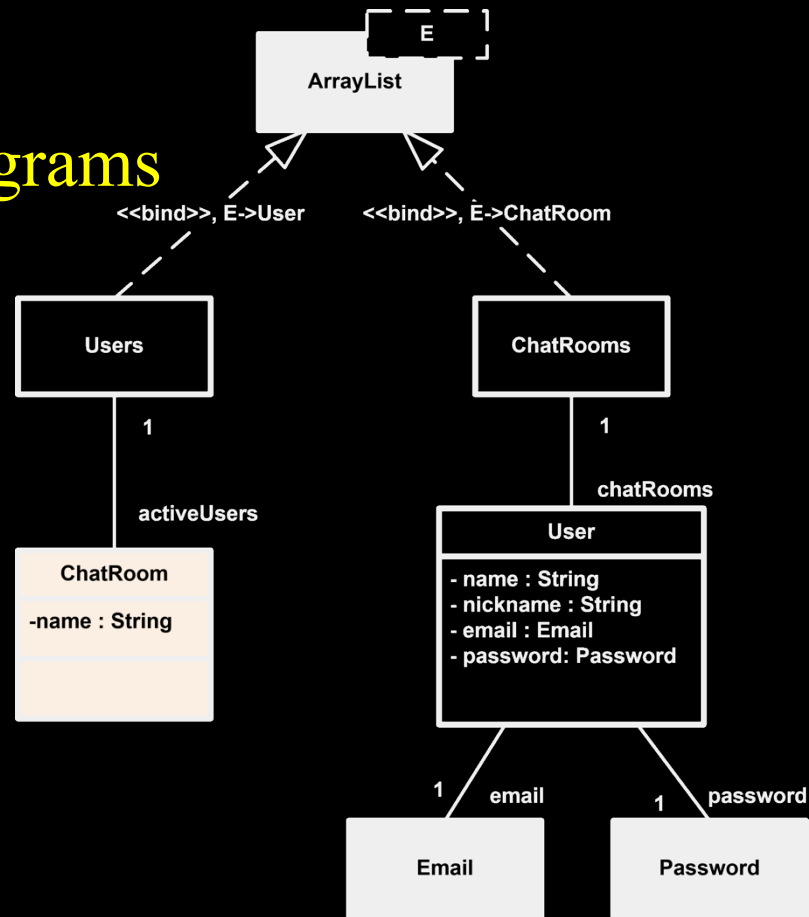 E
ArrayList
grams
<<bind>>, E->User
<<bind>>, E->ChatRoom
Users
ChatRooms
1
1
chatRooms
activeUsers
User
ChatRoom
- name : String
- nickname : String
- email : Email
- password: Password
-name : String
1
email
1
password
Email
Password